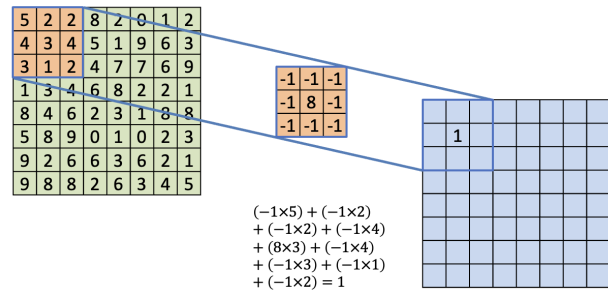 5 2 2 8 2 0 1 2
4 3 4 5 1 9 6 3
3 1 2 4 7 7 6 9
1 3 4 6 8 2 2 1
8 4 6 2 3 1 8 8
5 8 9 0 1 0 2 3
9 2 6 6 3 6 2 1
9 8 8 2 6 3 4 5
-1 -1 -1
-1 8 -1
-1 -1 -1
1
(−1×5) + (−1×2)
+ (−1×2) + (−1×4)
+ (8×3) + (−1×4)
+ (−1×3) + (−1×1)
+ (−1×2) = 1